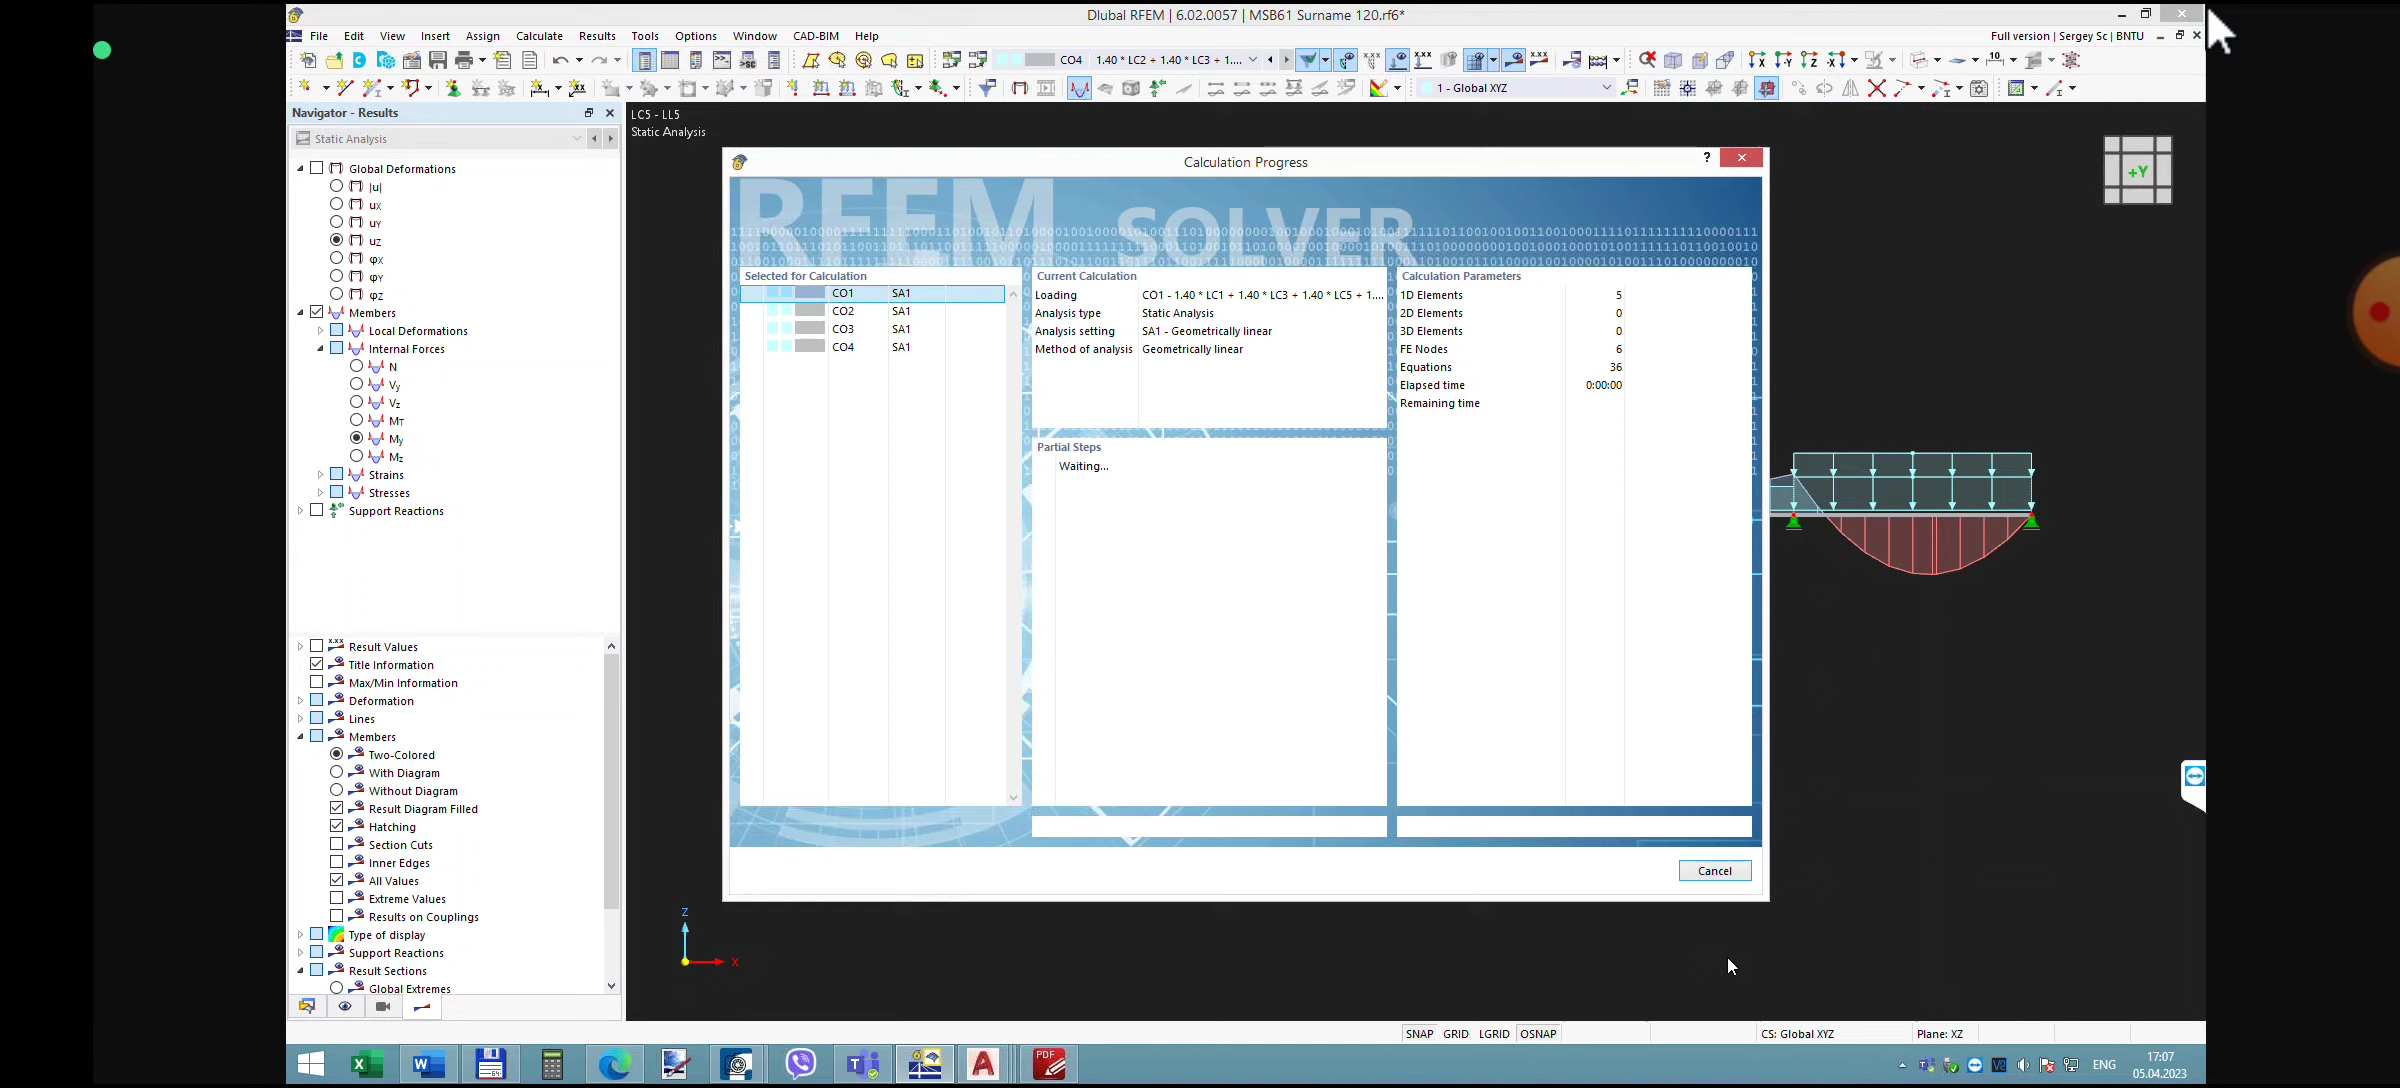 Dlubal RFEM | 6.02.0057 | MSB61 Surname 120.rf6*
File Edit View Insert Assign Calculate Results Tools Options Window CAD-BIM Help
Full version | Sergey Sc | BNTU
CO4 1.40 * LC2 + 1.40 * LC3 + 1....
1 - Global XYZ
Navigator - Results
Static Analysis
Global Deformations
|u|
uX
uY
uZ
φX
φY
φZ
Members
Local Deformations
Internal Forces
N
Vy
Vz
MT
My
Mz
Strains
Stresses
Support Reactions
Result Values
Title Information
Max/Min Information
Deformation
Lines
Members
Two-Colored
With Diagram
Without Diagram
Result Diagram Filled
Hatching
Section Cuts
Inner Edges
All Values
Extreme Values
Results on Couplings
Type of display
Support Reactions
Result Sections
Global Extremes
LC5 - LL5
Static Analysis
+Y
Calculation Progress
?
RFEM SOLVER
Selected for Calculation
CO1 SA1
CO2 SA1
CO3 SA1
CO4 SA1
Current Calculation
Loading CO1 - 1.40 * LC1 + 1.40 * LC3 + 1.40 * LC5 + 1....
Analysis type Static Analysis
Analysis setting SA1 - Geometrically linear
Method of analysis Geometrically linear
Partial Steps
Waiting...
Calculation Parameters
1D Elements 5
2D Elements 0
3D Elements 0
FE Nodes 6
Equations 36
Elapsed time 0:00:00
Remaining time
Cancel
Z
X
SNAP GRID LGRID OSNAP
CS: Global XYZ
Plane: XZ
PDF
ENG
17:07
05.04.2023